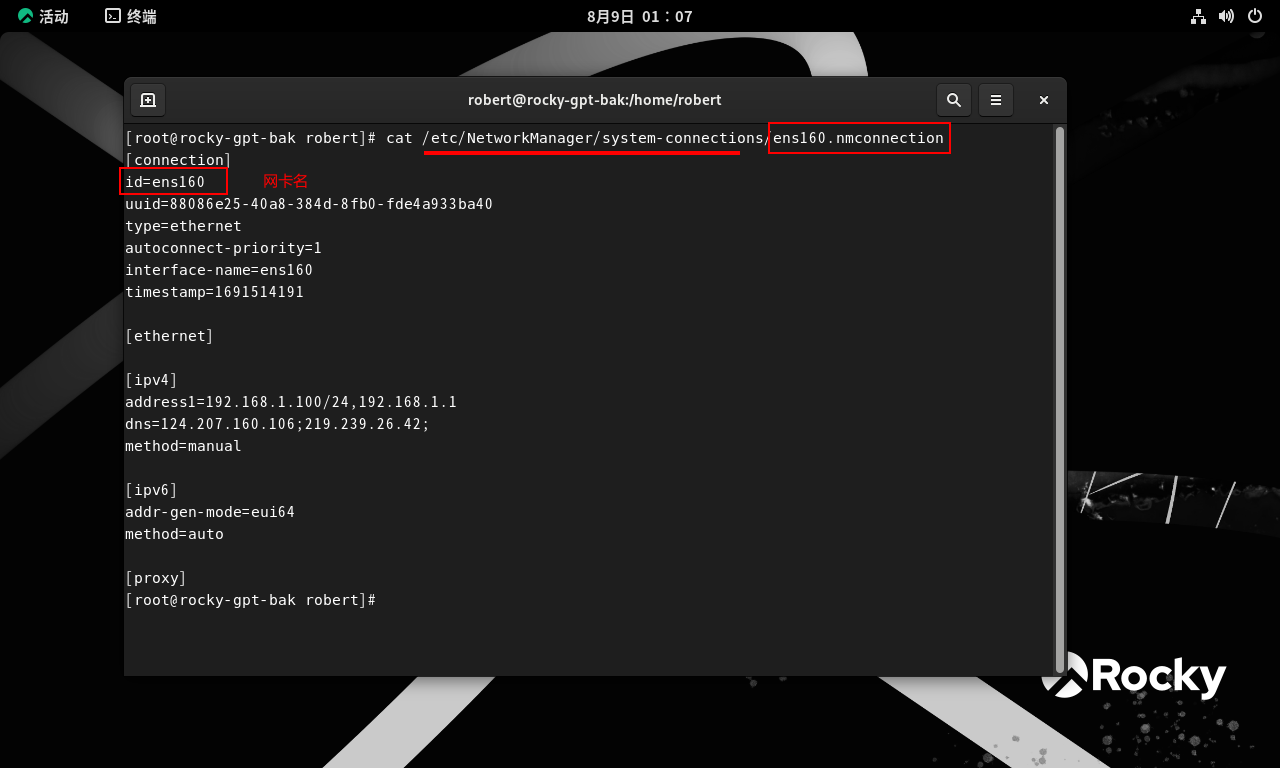 活动
终端
8月9日 01：07
robert@rocky-gpt-bak:/home/robert
[root@rocky-gpt-bak robert]# cat /etc/NetworkManager/system-connections/ens160.nmconnection
[connection]
id=ens160 网卡名
uuid=88086e25-40a8-384d-8fb0-fde4a933ba40
type=ethernet
autoconnect-priority=1
interface-name=ens160
timestamp=1691514191
[ethernet]
[ipv4]
address1=192.168.1.100/24,192.168.1.1
dns=124.207.160.106;219.239.26.42;
method=manual
[ipv6]
addr-gen-mode=eui64
method=auto
[proxy]
[root@rocky-gpt-bak robert]#
Rocky